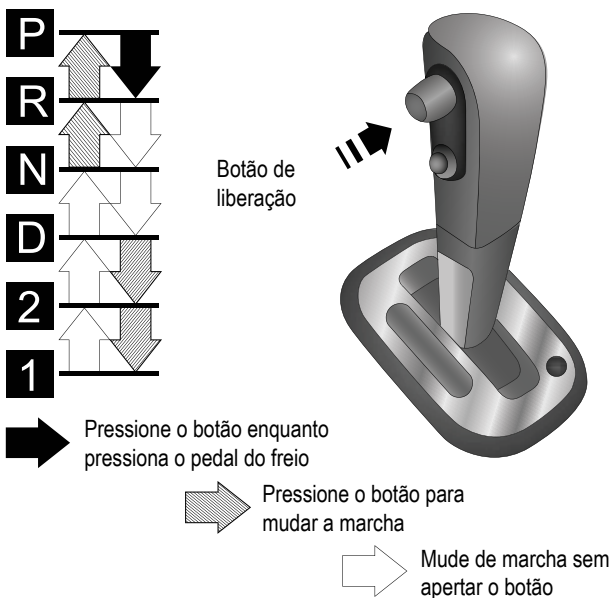 P
R
N
D
2
1
Botão de
liberação
Pressione o botão enquanto
pressiona o pedal do freio
Pressione o botão para
mudar a marcha
Mude de marcha sem
apertar o botão